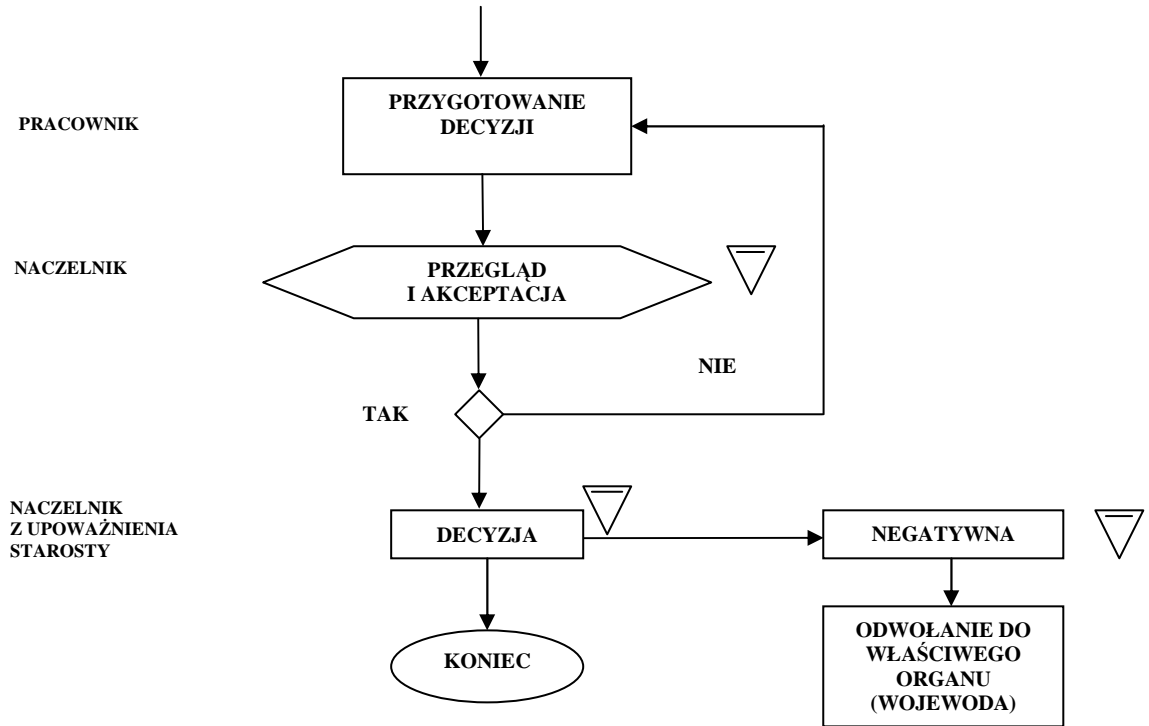 PRACOWNIK
PRZYGOTOWANIE
DECYZJI
NACZELNIK
PRZEGLĄD
I AKCEPTACJA
NIE
TAK
NACZELNIK
Z UPOWAŻNIENIA
STAROSTY
DECYZJA
NEGATYWNA
KONIEC
ODWOŁANIE DO
WŁAŚCIWEGO
ORGANU
(WOJEWODA)